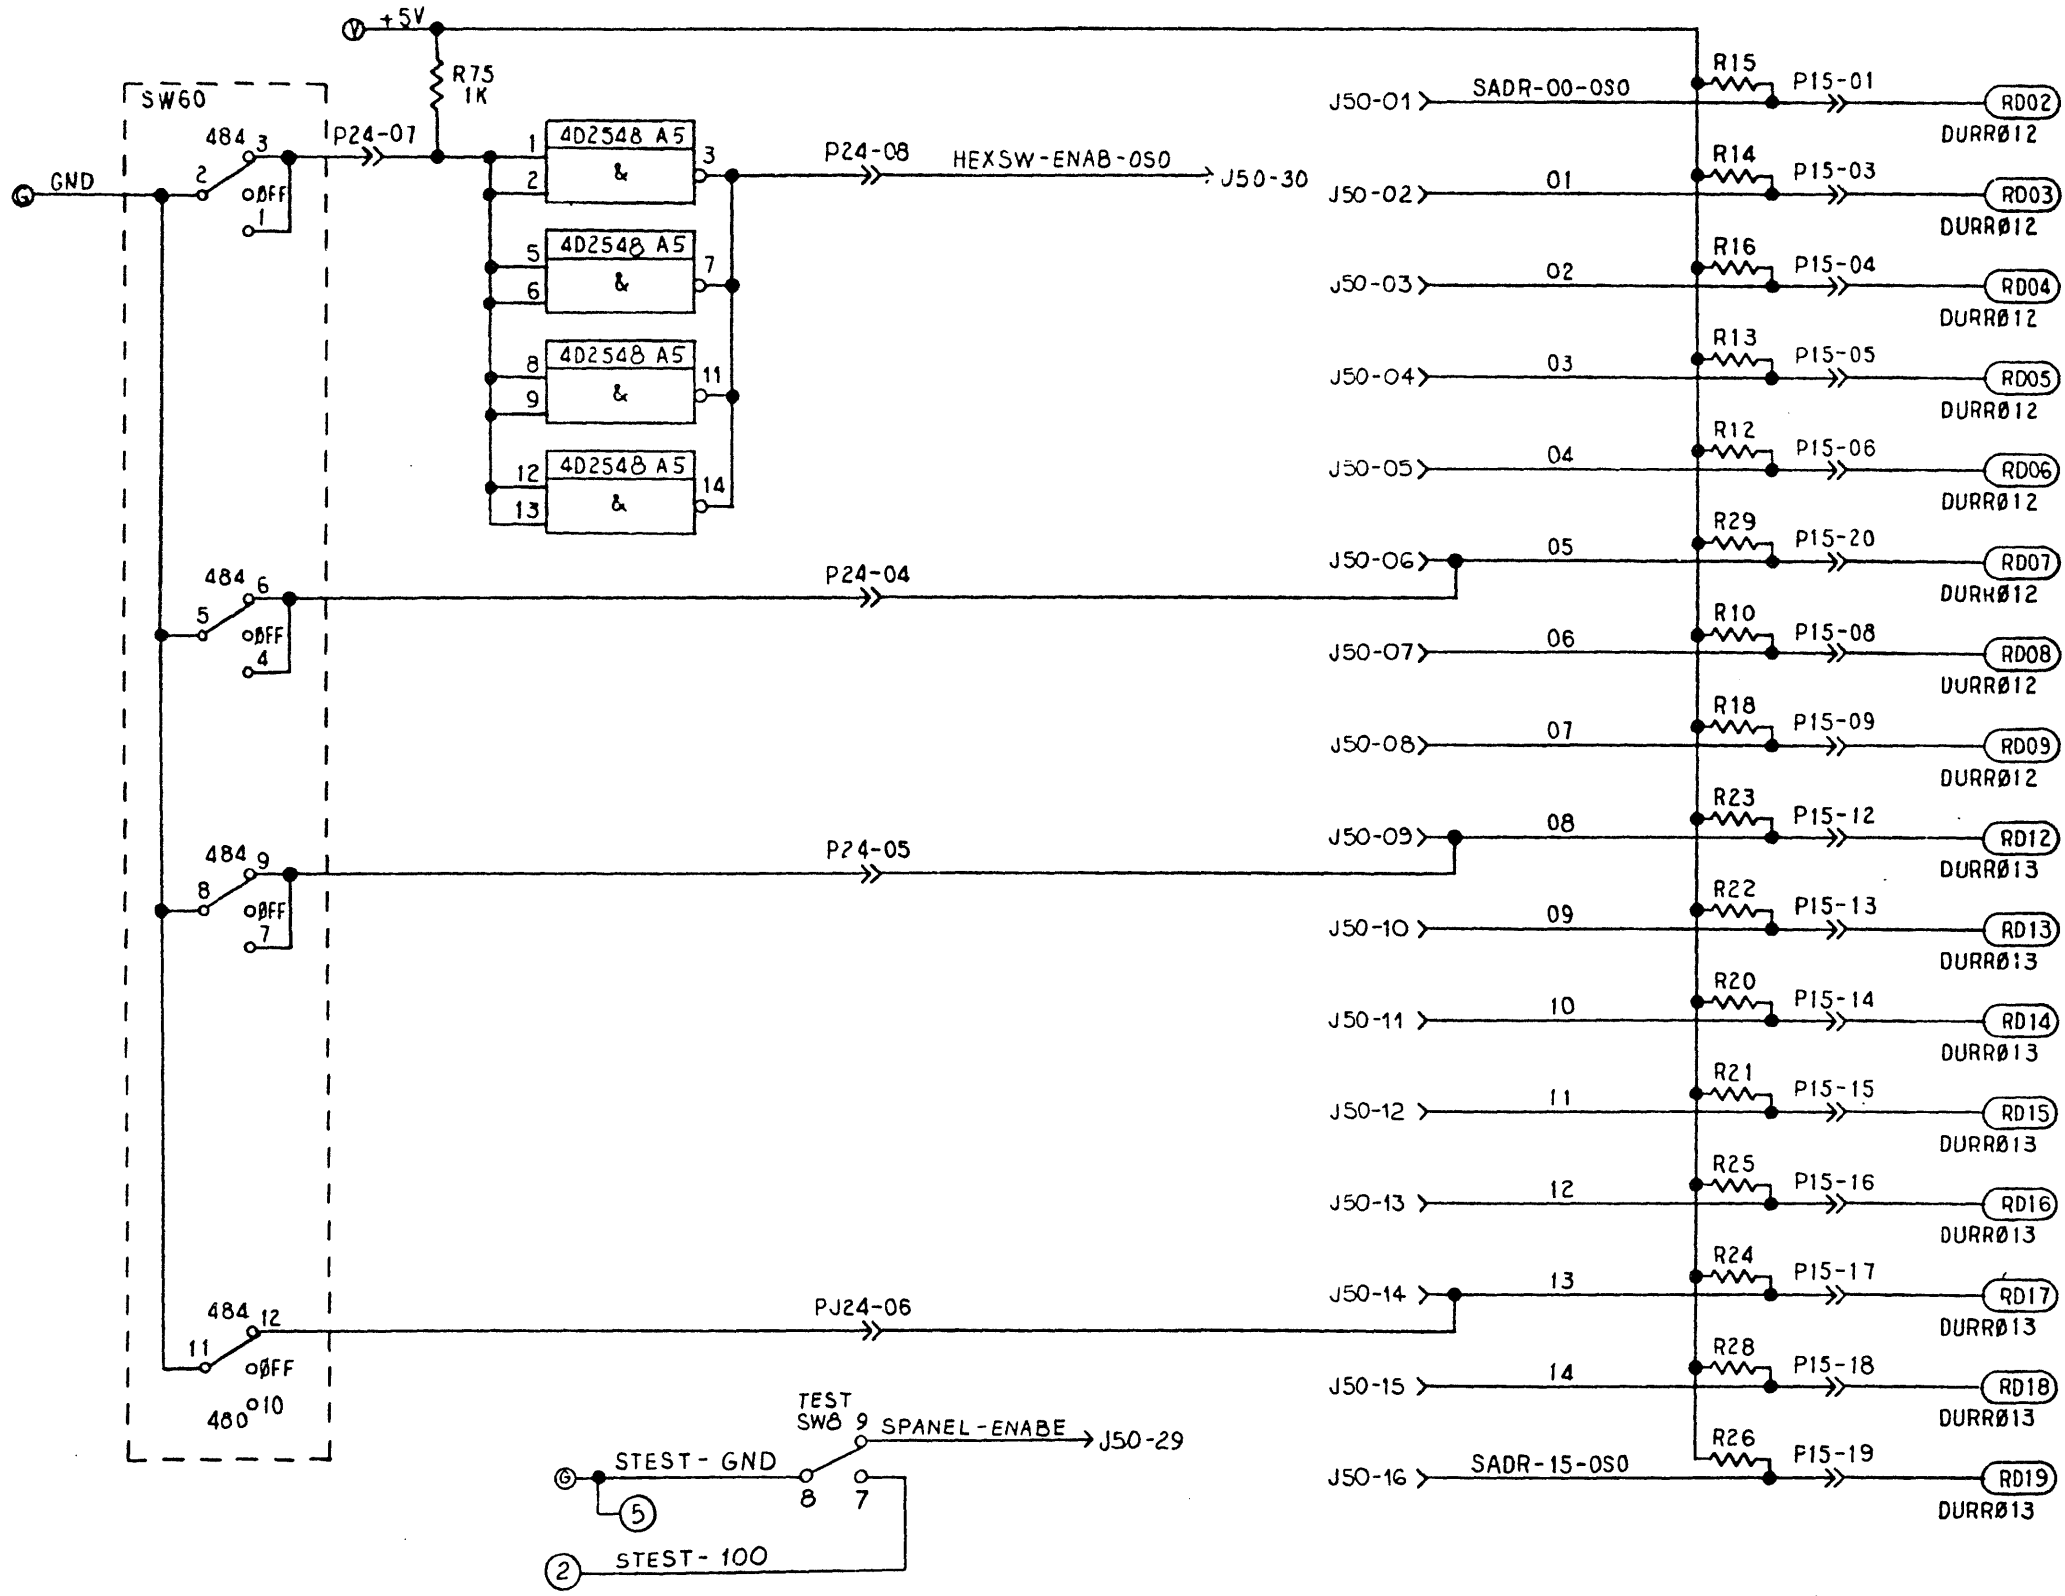 V +5V
R75
1K
SW60
484 3
2
ØFF
1
G GND
P24-07
1 4D2548 A5 3
2 &
P24-08 HEXSW-ENAB-0S0 J50-30
5 4D2548 A5 7
6 &
8 4D2548 A5 11
9 &
12 4D2548 A5 14
13 &
484 6
5
ØFF
4
P24-04
484 9
8
ØFF
7
P24-05
484 12
11
ØFF
10
480
PJ24-06
TEST
SW8 9 SPANEL-ENABE J50-29
G STEST-GND
8 7
5
2 STEST-100
J50-01 SADR-00-0S0 R15 P15-01 RD02
DURRØ12
J50-02 01 R14 P15-03 RD03
DURRØ12
J50-03 02 R16 P15-04 RD04
DURRØ12
J50-04 03 R13 P15-05 RD05
DURRØ12
J50-05 04 R12 P15-06 RD06
DURRØ12
J50-06 05 R29 P15-20 RD07
DURRØ12
J50-07 06 R10 P15-08 RD08
DURRØ12
J50-08 07 R18 P15-09 RD09
DURRØ12
J50-09 08 R23 P15-12 RD12
DURRØ13
J50-10 09 R22 P15-13 RD13
DURRØ13
J50-11 10 R20 P15-14 RD14
DURRØ13
J50-12 11 R21 P15-15 RD15
DURRØ13
J50-13 12 R25 P15-16 RD16
DURRØ13
J50-14 13 R24 P15-17 RD17
DURRØ13
J50-15 14 R28 P15-18 RD18
DURRØ13
J50-16 SADR-15-0S0 R26 P15-19 RD19
DURRØ13